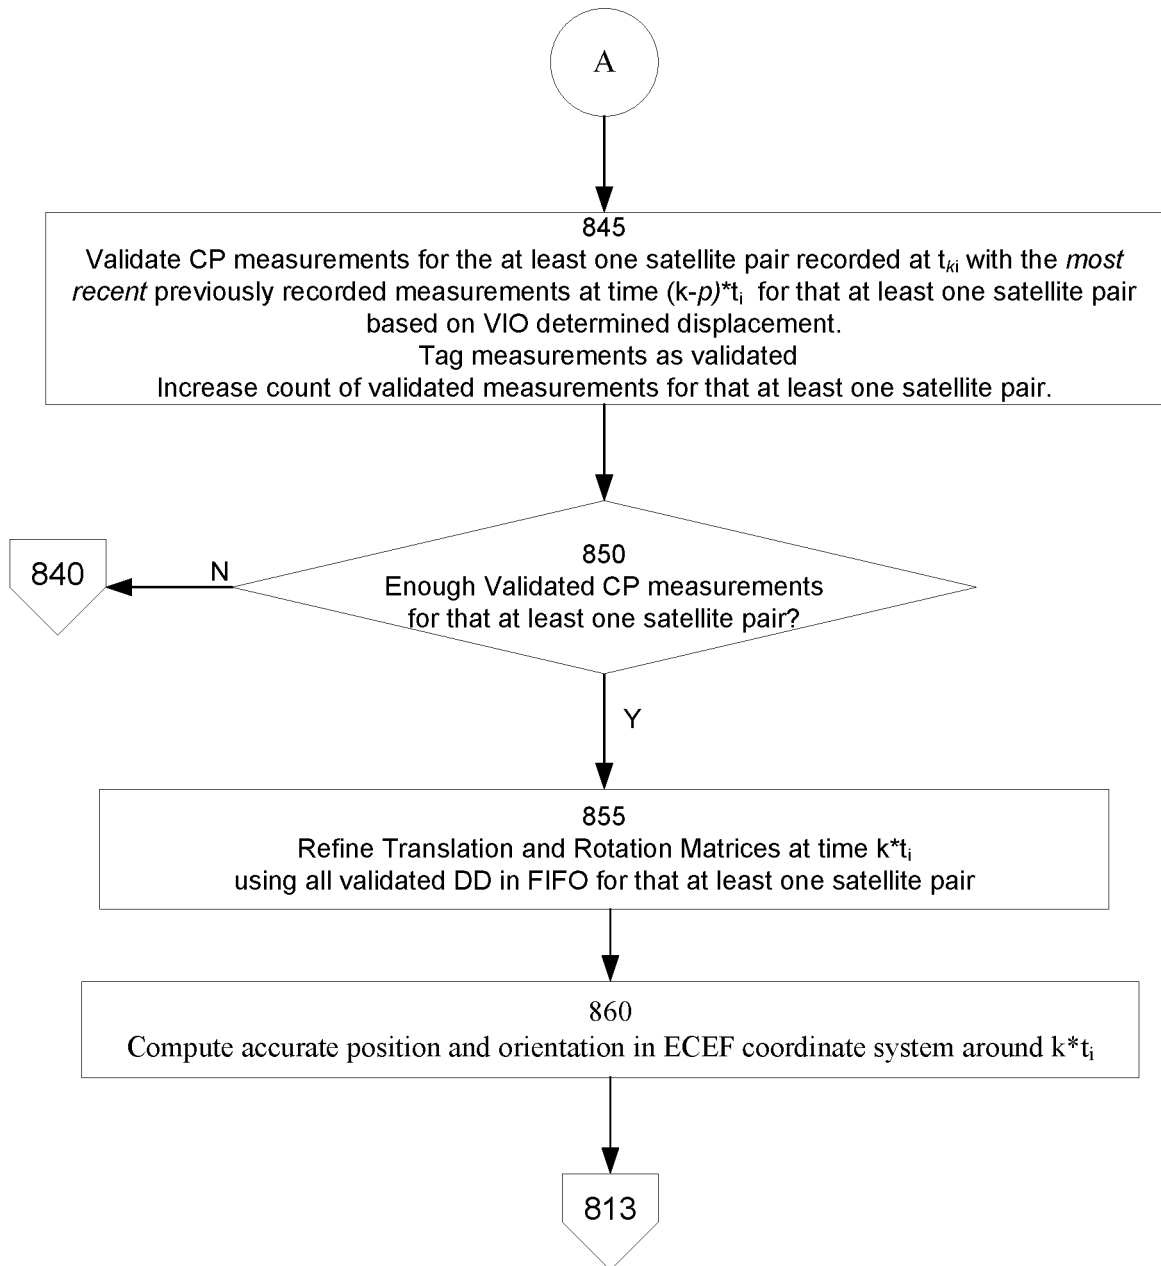 A
845
Validate CP measurements for the at least one satellite pair recorded at tki with the most
recent previously recorded measurements at time (k-p)*ti for that at least one satellite pair
based on VIO determined displacement.
Tag measurements as validated
Increase count of validated measurements for that at least one satellite pair.
850
Enough Validated CP measurements
for that at least one satellite pair?
N
840
Y
855
Refine Translation and Rotation Matrices at time k*ti
using all validated DD in FIFO for that at least one satellite pair
860
Compute accurate position and orientation in ECEF coordinate system around k*ti
813